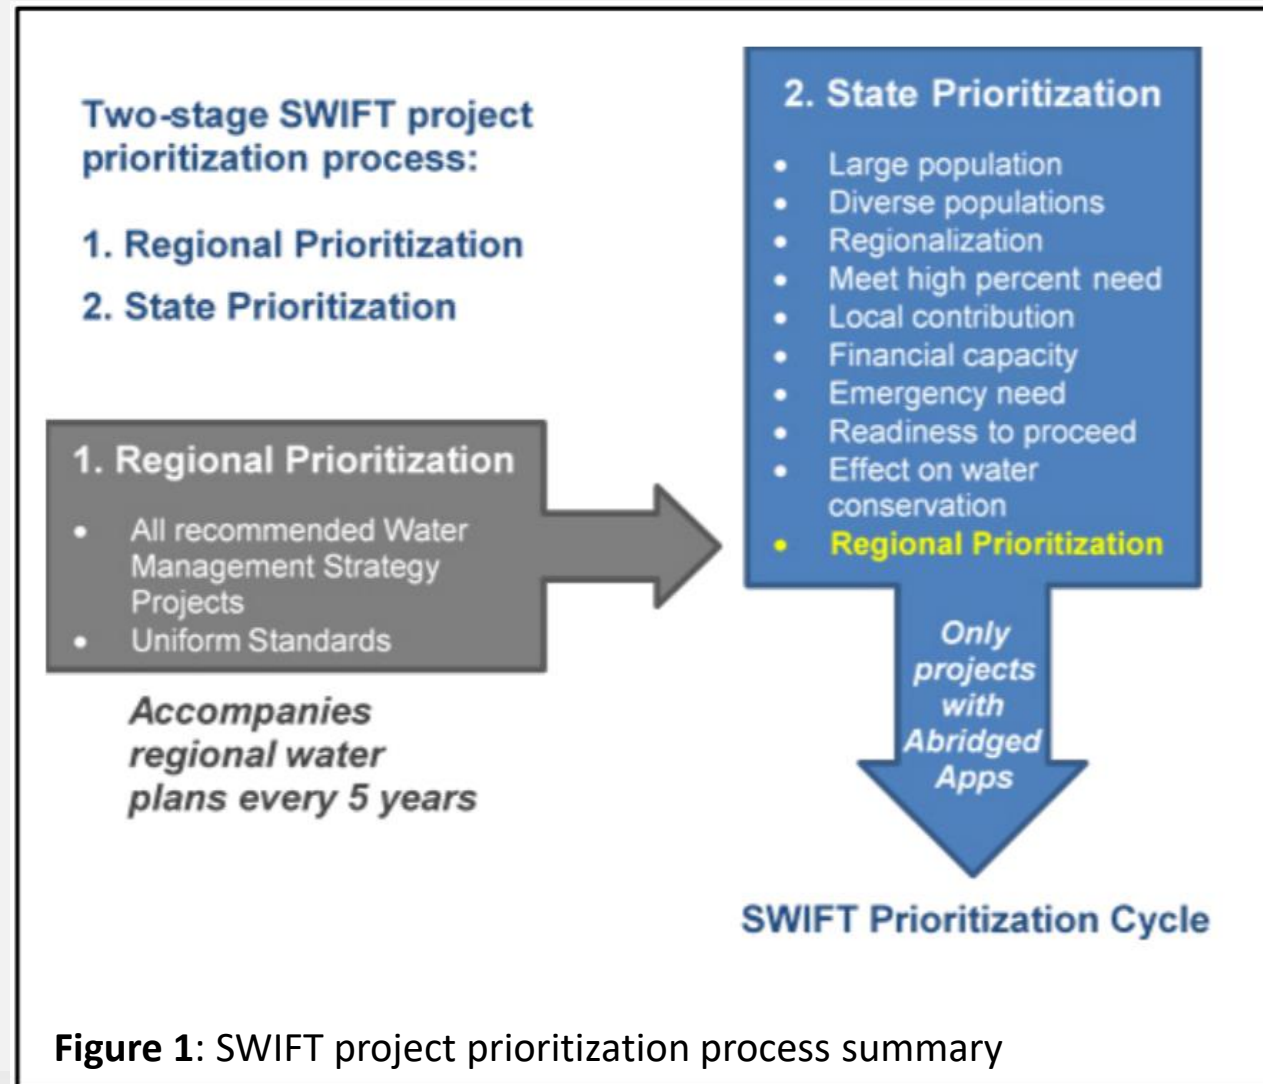 Two-stage SWIFT project
prioritization process:
1. Regional Prioritization
2. State Prioritization
1. Regional Prioritization
• All recommended Water
Management Strategy
Projects
• Uniform Standards
Accompanies
regional water
plans every 5 years
2. State Prioritization
• Large population
• Diverse populations
• Regionalization
• Meet high percent need
• Local contribution
• Financial capacity
• Emergency need
• Readiness to proceed
• Effect on water
conservation
• Regional Prioritization
Only
projects
with
Abridged
Apps
SWIFT Prioritization Cycle
Figure 1: SWIFT project prioritization process summary